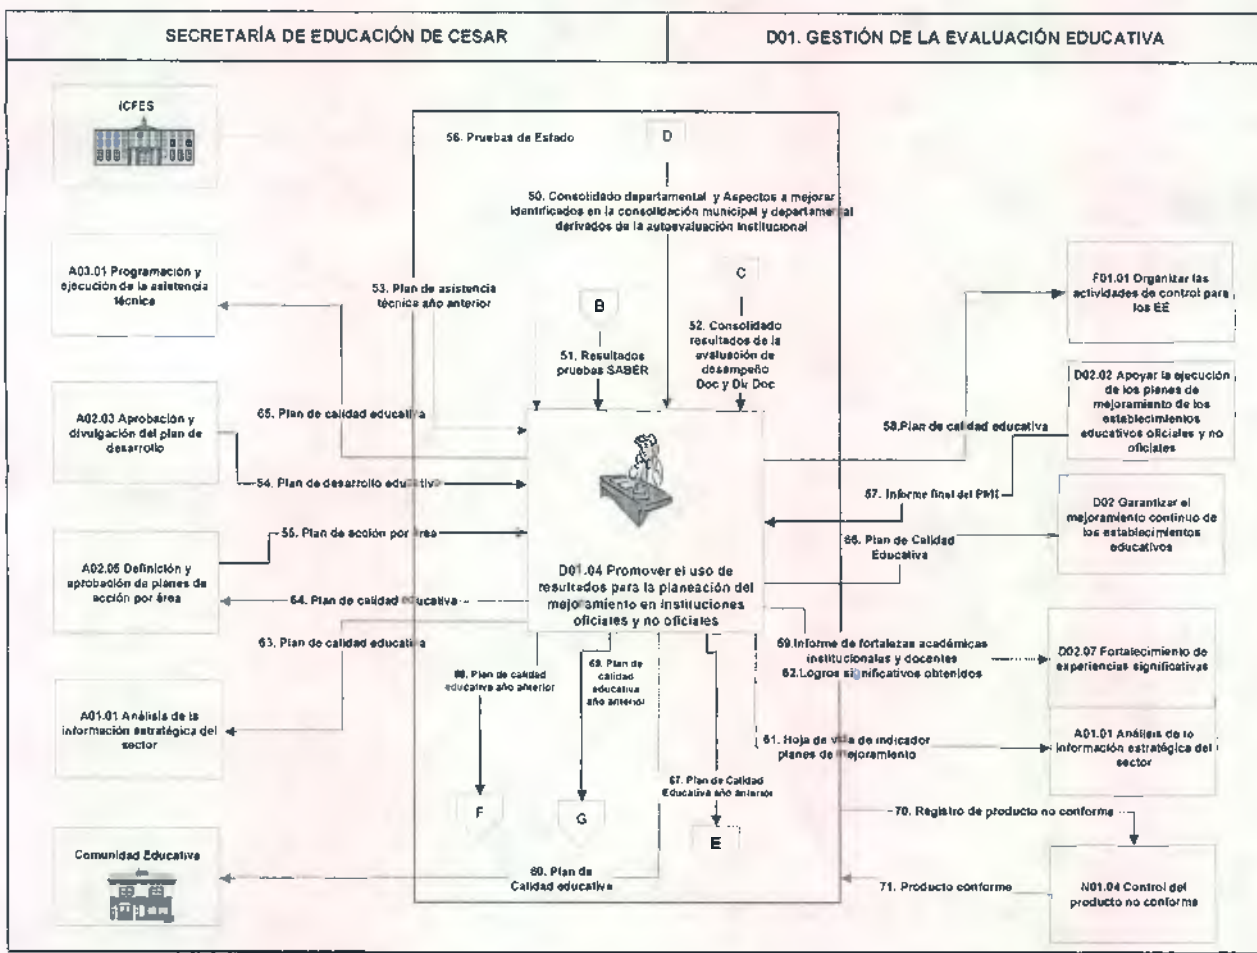 SECRETARÍA DE EDUCACIÓN DE CESAR
D01. GESTIÓN DE LA EVALUACIÓN EDUCATIVA
ICFES
56. Pruebas de Estado
D
50. Consolidado departamental y Aspectos a mejorar
identificados en la consolidación municipal y departamental
derivados de la autoevaluación institucional
A03.01 Programación y
ejecución de la asistencia
técnica
53. Plan de asistencia
técnica año anterior
B
51. Resultados
pruebas SABER
C
52. Consolidado
resultados de la
evaluación de
desempeño
Doc y Dir Doc
F01.01 Organizar las
actividades de control para
los EE
A02.03 Aprobación y
divulgación del plan de
desarrollo
65. Plan de calidad educativa
54. Plan de desarrollo educativo
58.Plan de calidad educativa
D02.02 Apoyar la ejecución
de los planes de
mejoramiento de los
establecimientos
educativos oficiales y no
oficiales
57. Informe final del PMI
66. Plan de Calidad
Educativa
D02 Garantizar el
mejoramiento continuo de
los establecimientos
educativos
55. Plan de acción por área
A02.05 Definición y
aprobación de planes de
acción por área
64. Plan de calidad educativa
63. Plan de calidad educativa
D01.04 Promover el uso de
resultados para la planeación del
mejoramiento en instituciones
oficiales y no oficiales
59.Informe de fortalezas académicas
institucionales y docentes
62.Logros significativos obtenidos
D02.07 Fortalecimiento de
experiencias significativas
A01.01 Análisis de la
información estratégica del
sector
68. Plan de calidad
educativa año anterior
69. Plan de
calidad
educativa
año anterior
61. Hoja de vida de indicador
planes de mejoramiento
A01.01 Análisis de la
información estratégica del
sector
67. Plan de Calidad
Educativa año anterior
F
G
E
70. Registro de producto no conforme
Comunidad Educativa
60. Plan de
Calidad educativa
71. Producto conforme
N01.04 Control del
producto no conforme